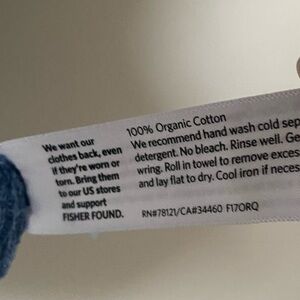 We want our
clothes back, even
if they're worn or
torn. Bring them
to our US stores
and support
FISHER FOUND.
100% Organic Cotton
We recommend hand wash cold sep
detergent. No bleach. Rinse well. Ge
wring. Roll in towel to remove excess
and lay flat to dry. Cool iron if neces
RN#78121/CA#34460 F17ORQ